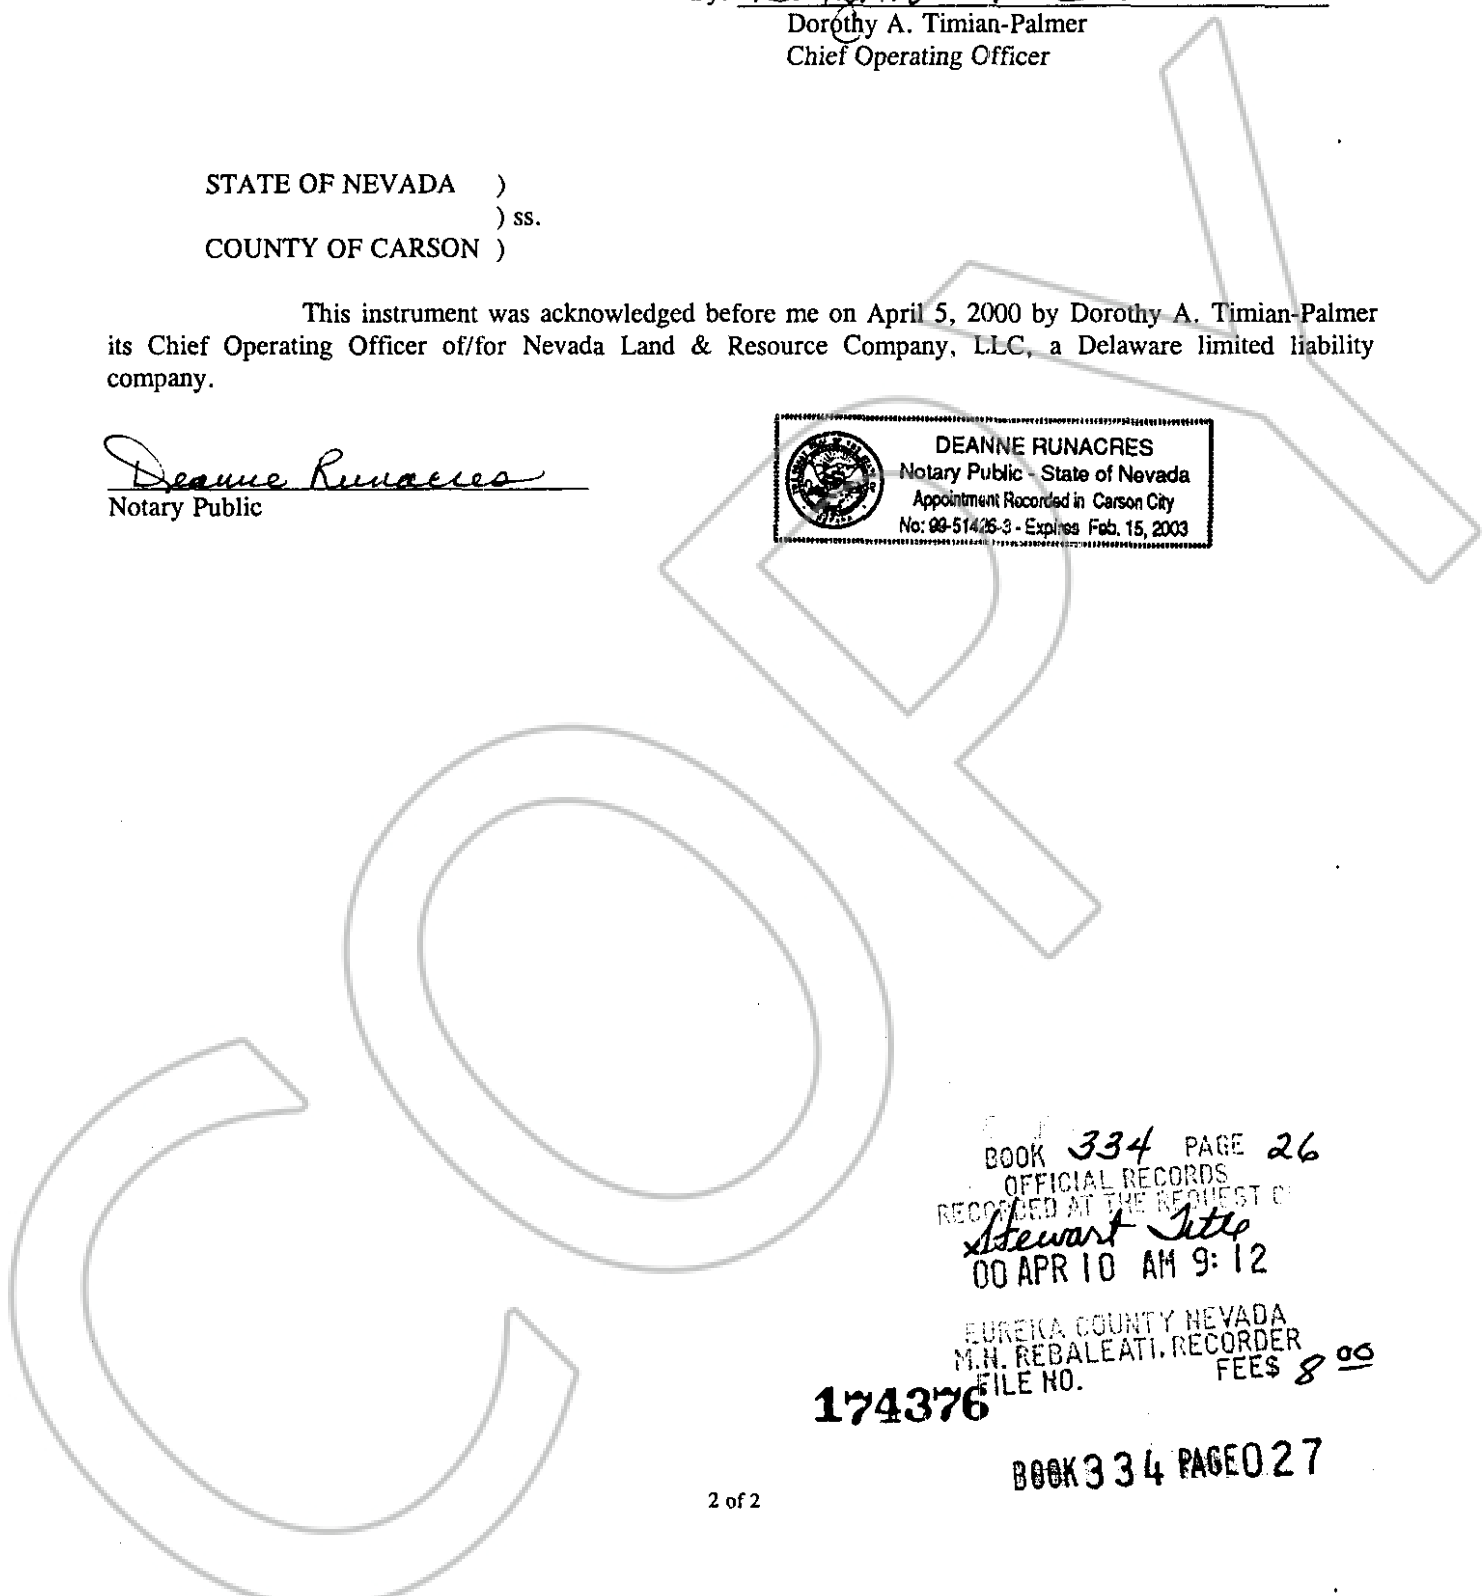 Dorothy A. Timian-Palmer
Chief Operating Officer
STATE OF NEVADA )
) ss.
COUNTY OF CARSON )
This instrument was acknowledged before me on April 5, 2000 by Dorothy A. Timian-Palmer
its Chief Operating Officer of/for Nevada Land & Resource Company, LLC, a Delaware limited liability
company.
Deanne Runacres
Notary Public
DEANNE RUNACRES
Notary Public - State of Nevada
Appointment Recorded in Carson City
No: 99-51426-3 - Expires Feb. 15, 2003
COPY
BOOK 334 PAGE 26
OFFICIAL RECORDS
RECORDED AT THE REQUEST O
Stewart Title
00 APR 10 AM 9:12
EUREKA COUNTY NEVADA
M.N. REBALEATI, RECORDER
FILE NO. FEES 8 00
174376
BOOK 334 PAGE 027
2 of 2